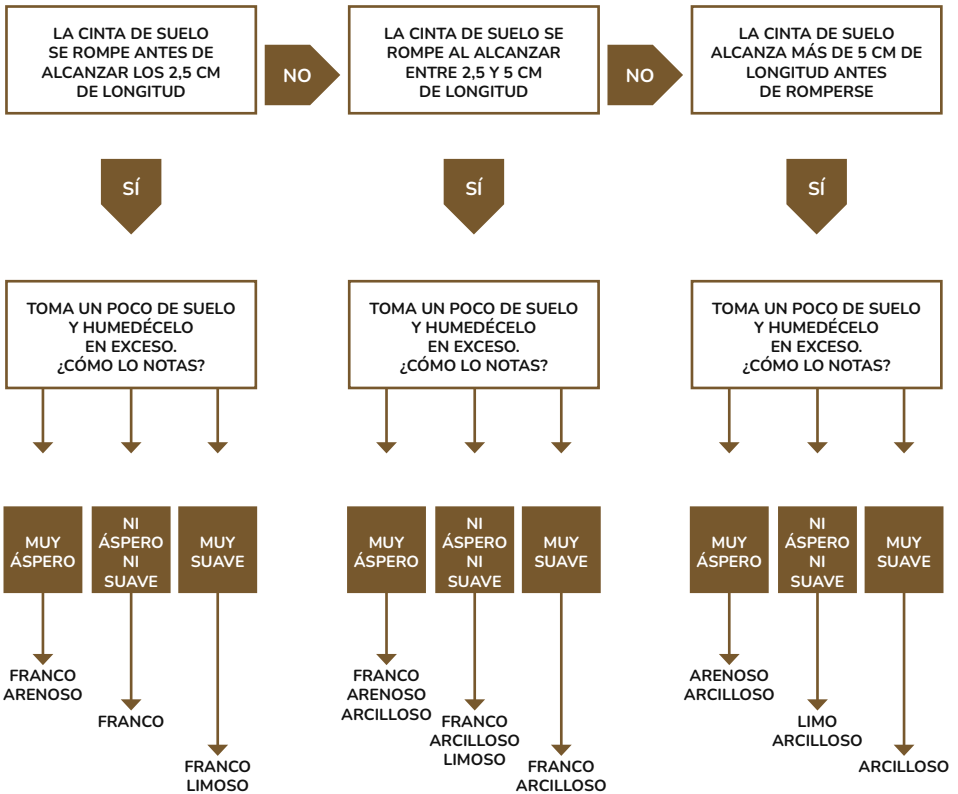 LA CINTA DE SUELO
SE ROMPE ANTES DE
ALCANZAR LOS 2,5 CM
DE LONGITUD
NO
LA CINTA DE SUELO SE
ROMPE AL ALCANZAR
ENTRE 2,5 Y 5 CM
DE LONGITUD
NO
LA CINTA DE SUELO
ALCANZA MÁS DE 5 CM DE
LONGITUD ANTES
DE ROMPERSE
SÍ
SÍ
SÍ
TOMA UN POCO DE SUELO
Y HUMEDÉCELO
EN EXCESO.
¿CÓMO LO NOTAS?
TOMA UN POCO DE SUELO
Y HUMEDÉCELO
EN EXCESO.
¿CÓMO LO NOTAS?
TOMA UN POCO DE SUELO
Y HUMEDÉCELO
EN EXCESO.
¿CÓMO LO NOTAS?
MUY
ÁSPERO
NI
ÁSPERO
NI
SUAVE
MUY
SUAVE
MUY
ÁSPERO
NI
ÁSPERO
NI
SUAVE
MUY
SUAVE
MUY
ÁSPERO
NI
ÁSPERO
NI
SUAVE
MUY
SUAVE
FRANCO
ARENOSO
FRANCO
FRANCO
LIMOSO
FRANCO
ARENOSO
ARCILLOSO
FRANCO
ARCILLOSO
LIMOSO
FRANCO
ARCILLOSO
ARENOSO
ARCILLOSO
LIMO
ARCILLOSO
ARCILLOSO